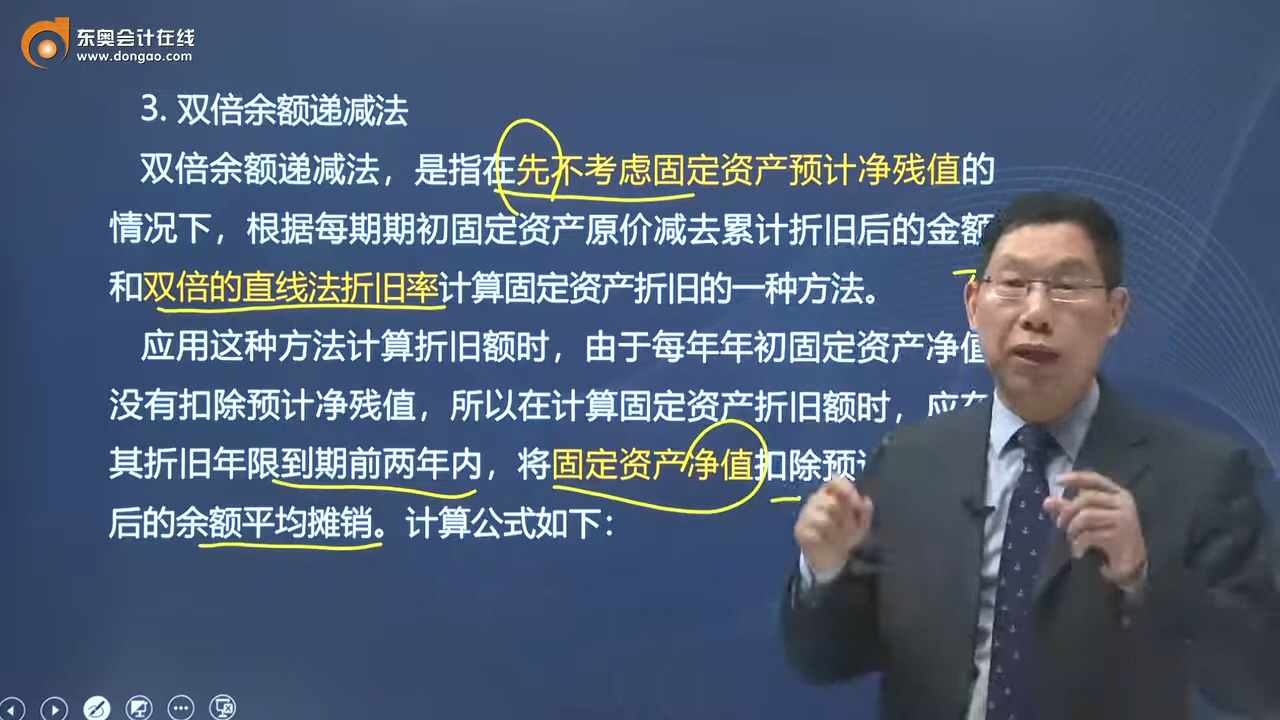 东奥会计在线
www.dongao.com
3. 双倍余额递减法
双倍余额递减法，是指在先不考虑固定资产预计净残值的
情况下，根据每期期初固定资产原价减去累计折旧后的金额
和双倍的直线法折旧率计算固定资产折旧的一种方法。
应用这种方法计算折旧额时，由于每年年初固定资产净值
没有扣除预计净残值，所以在计算固定资产折旧额时，应在
其折旧年限到期前两年内，将固定资产净值扣除预
后的余额平均摊销。计算公式如下：